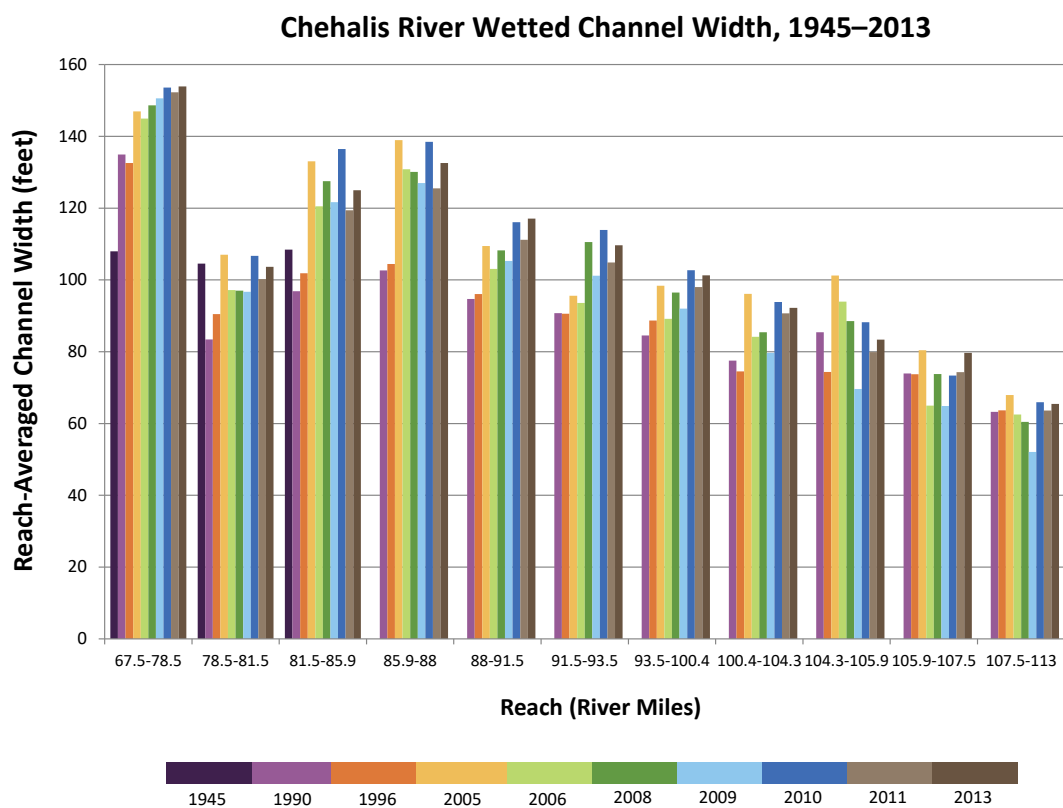 Chehalis River Wetted Channel Width, 1945–2013
160
140
120
100
80
60
40
20
0
Reach-Averaged Channel Width (feet)
67.5-78.5 78.5-81.5 81.5-85.9 85.9-88 88-91.5 91.5-93.5 93.5-100.4 100.4-104.3 104.3-105.9 105.9-107.5 107.5-113
Reach (River Miles)
1945 1990 1996 2005 2006 2008 2009 2010 2011 2013